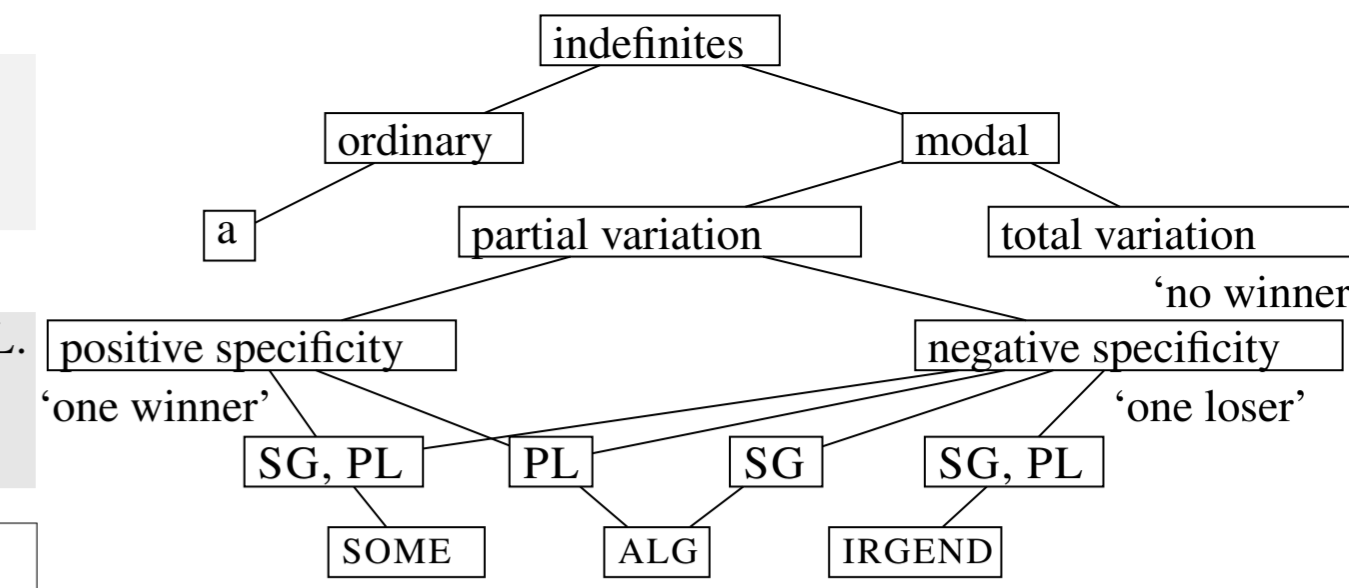 indefinites
ordinary
modal
a
partial variation
total variation
‘no winner
L.
positive specificity
negative specificity
‘one winner’
‘one loser’
SG, PL
PL
SG
SG, PL
SOME
ALG
IRGEND